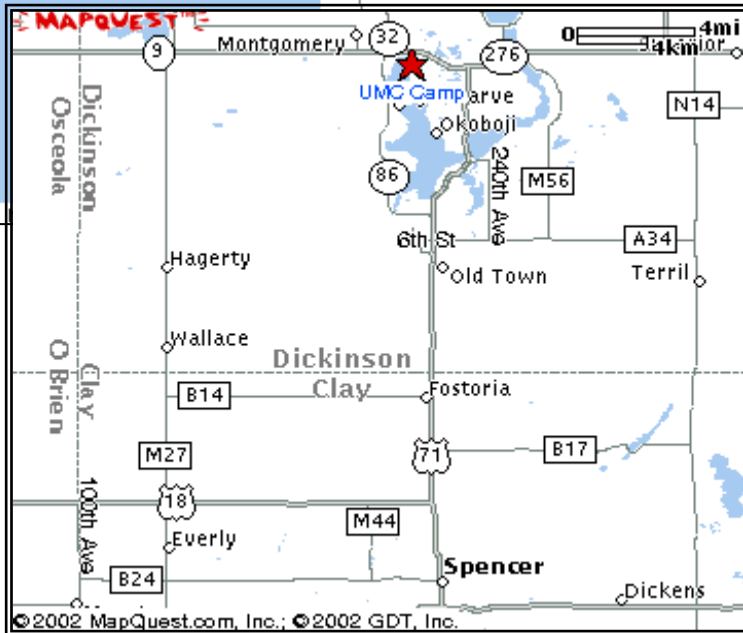 MAPQUEST
Montgomery
32
0
4mi
4km
9
276
UMC Camp
arve
Okoboji
N14
Dickinson
Osceola
86
240th Ave
M56
6th St
A34
Hagerty
Old Town
Terril
Wallace
Dickinson
Clay
O Brien
Clay
B14
Fostoria
M27
71
B17
18
100th Ave
M44
Everly
Spencer
B24
Dickens
©2002 MapQuest.com, Inc.; ©2002 GDT, Inc.